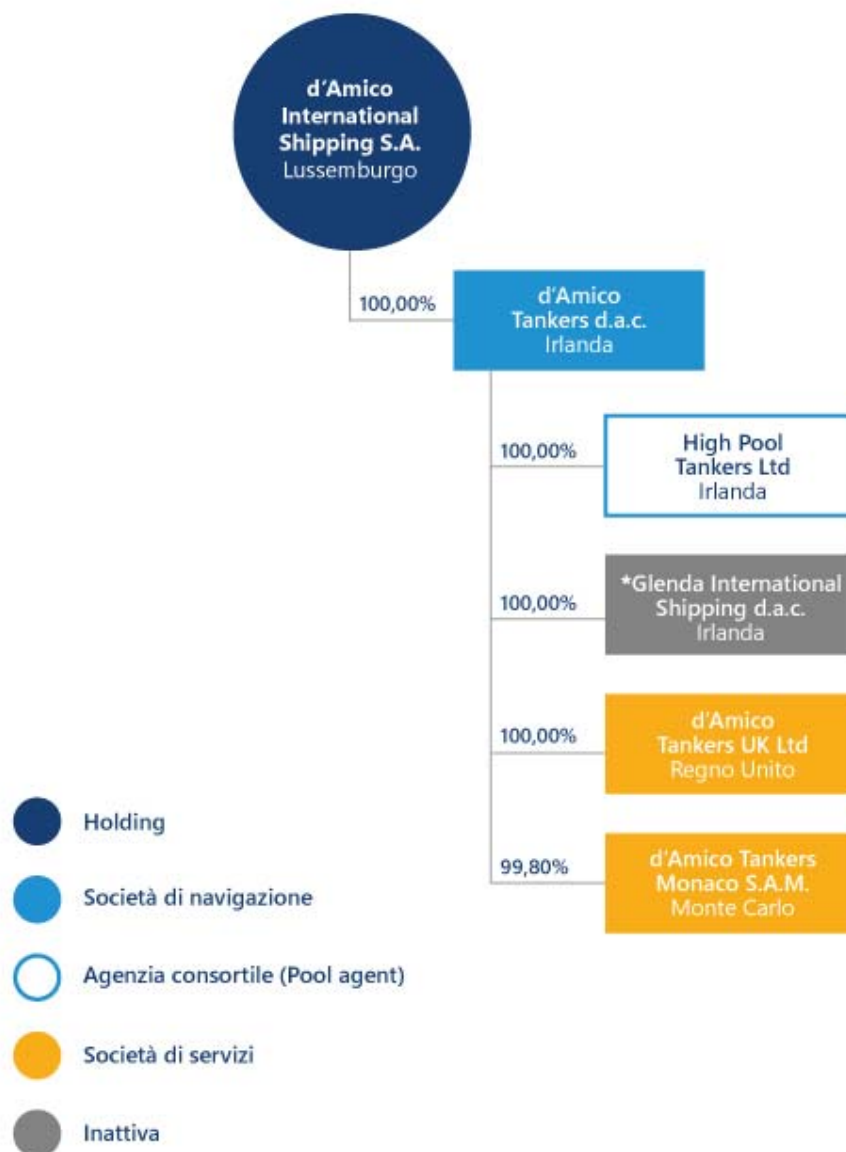 d'Amico
International
Shipping S.A.
Lussemburgo
100,00%
d'Amico
Tankers d.a.c.
Irlanda
100,00%
High Pool
Tankers Ltd
Irlanda
100,00%
*Glenda International
Shipping d.a.c.
Irlanda
100,00%
d'Amico
Tankers UK Ltd
Regno Unito
99,80%
d'Amico Tankers
Monaco S.A.M.
Monte Carlo
Holding
Società di navigazione
Agenzia consortile (Pool agent)
Società di servizi
Inattiva